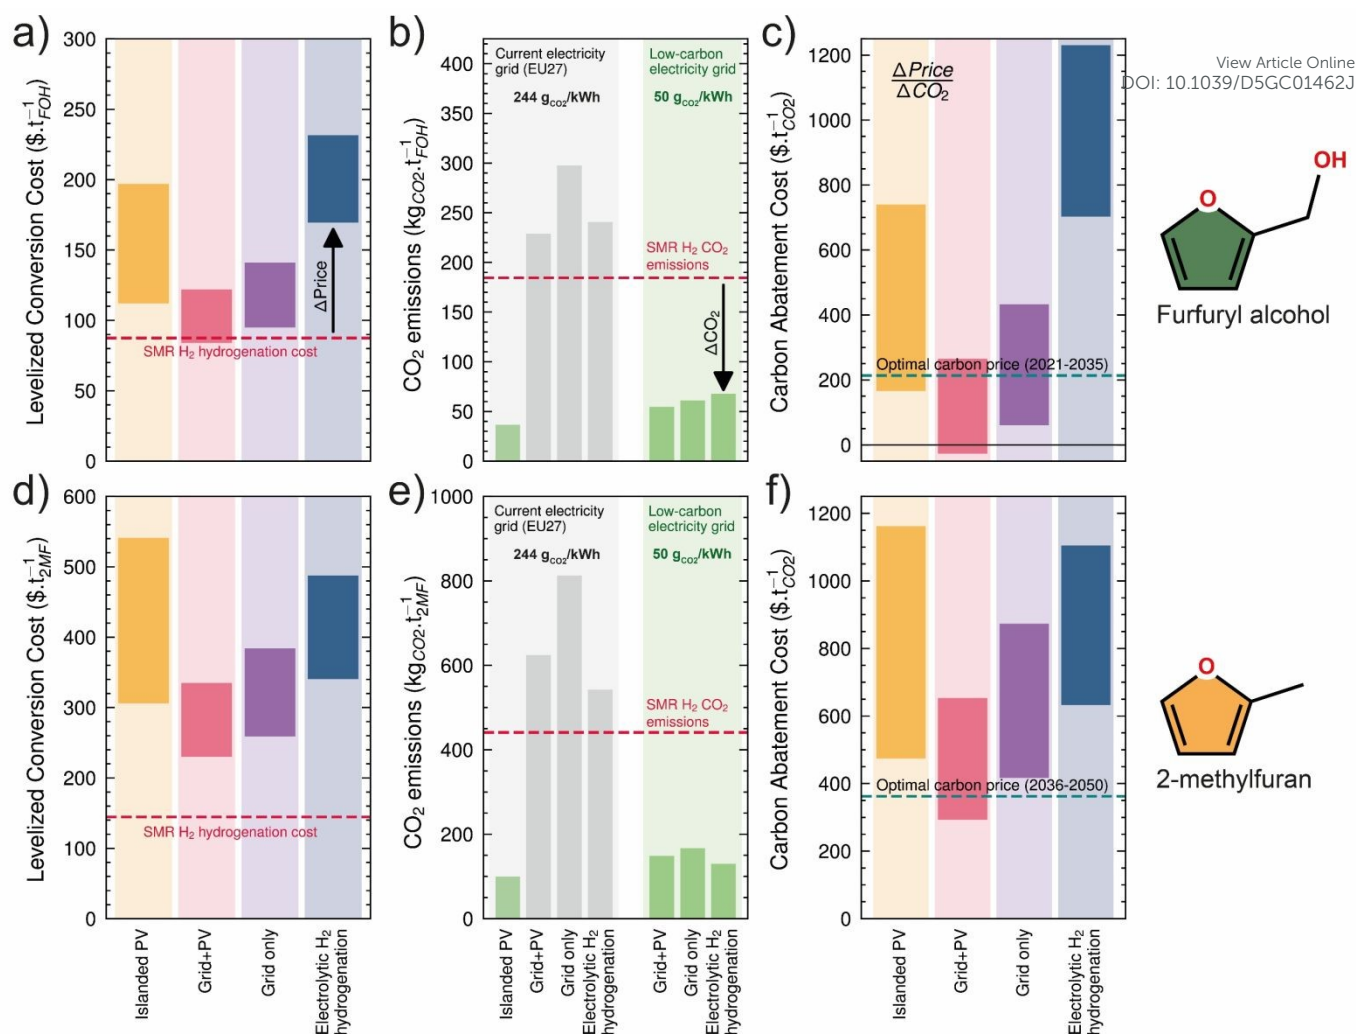 View Article Online
DOI: 10.1039/D5GC01462J
a)
Levelized Conversion Cost ($.t⁻¹FOH)
300
250
200
150
100
50
0
ΔPrice
SMR H₂ hydrogenation cost
b)
CO₂ emissions (kgCO2.t⁻¹FOH)
400
350
300
250
200
150
100
50
0
Current electricity
grid (EU27)
244 gCO2/kWh
Low-carbon
electricity grid
50 gCO2/kWh
SMR H₂ CO₂
emissions
ΔCO₂
c)
Carbon Abatement Cost ($.t⁻¹CO2)
1200
1000
800
600
400
200
0
ΔPrice
ΔCO₂
Optimal carbon price (2021-2035)
O
OH
Furfuryl alcohol
d)
Levelized Conversion Cost ($.t⁻¹2MF)
600
500
400
300
200
100
0
SMR H₂ hydrogenation cost
Islanded PV
Grid+PV
Grid only
Electrolytic H₂
hydrogenation
e)
CO₂ emissions (kgCO2.t⁻¹2MF)
1000
800
600
400
200
0
Current electricity
grid (EU27)
244 gCO2/kWh
Low-carbon
electricity grid
50 gCO2/kWh
SMR H₂ CO₂
emissions
Islanded PV
Grid+PV
Grid only
Electrolytic H₂
hydrogenation
Grid+PV
Grid only
Electrolytic H₂
hydrogenation
f)
Carbon Abatement Cost ($.t⁻¹CO2)
1200
1000
800
600
400
200
0
Optimal carbon price (2036-2050)
Islanded PV
Grid+PV
Grid only
Electrolytic H₂
hydrogenation
O
2-methylfuran